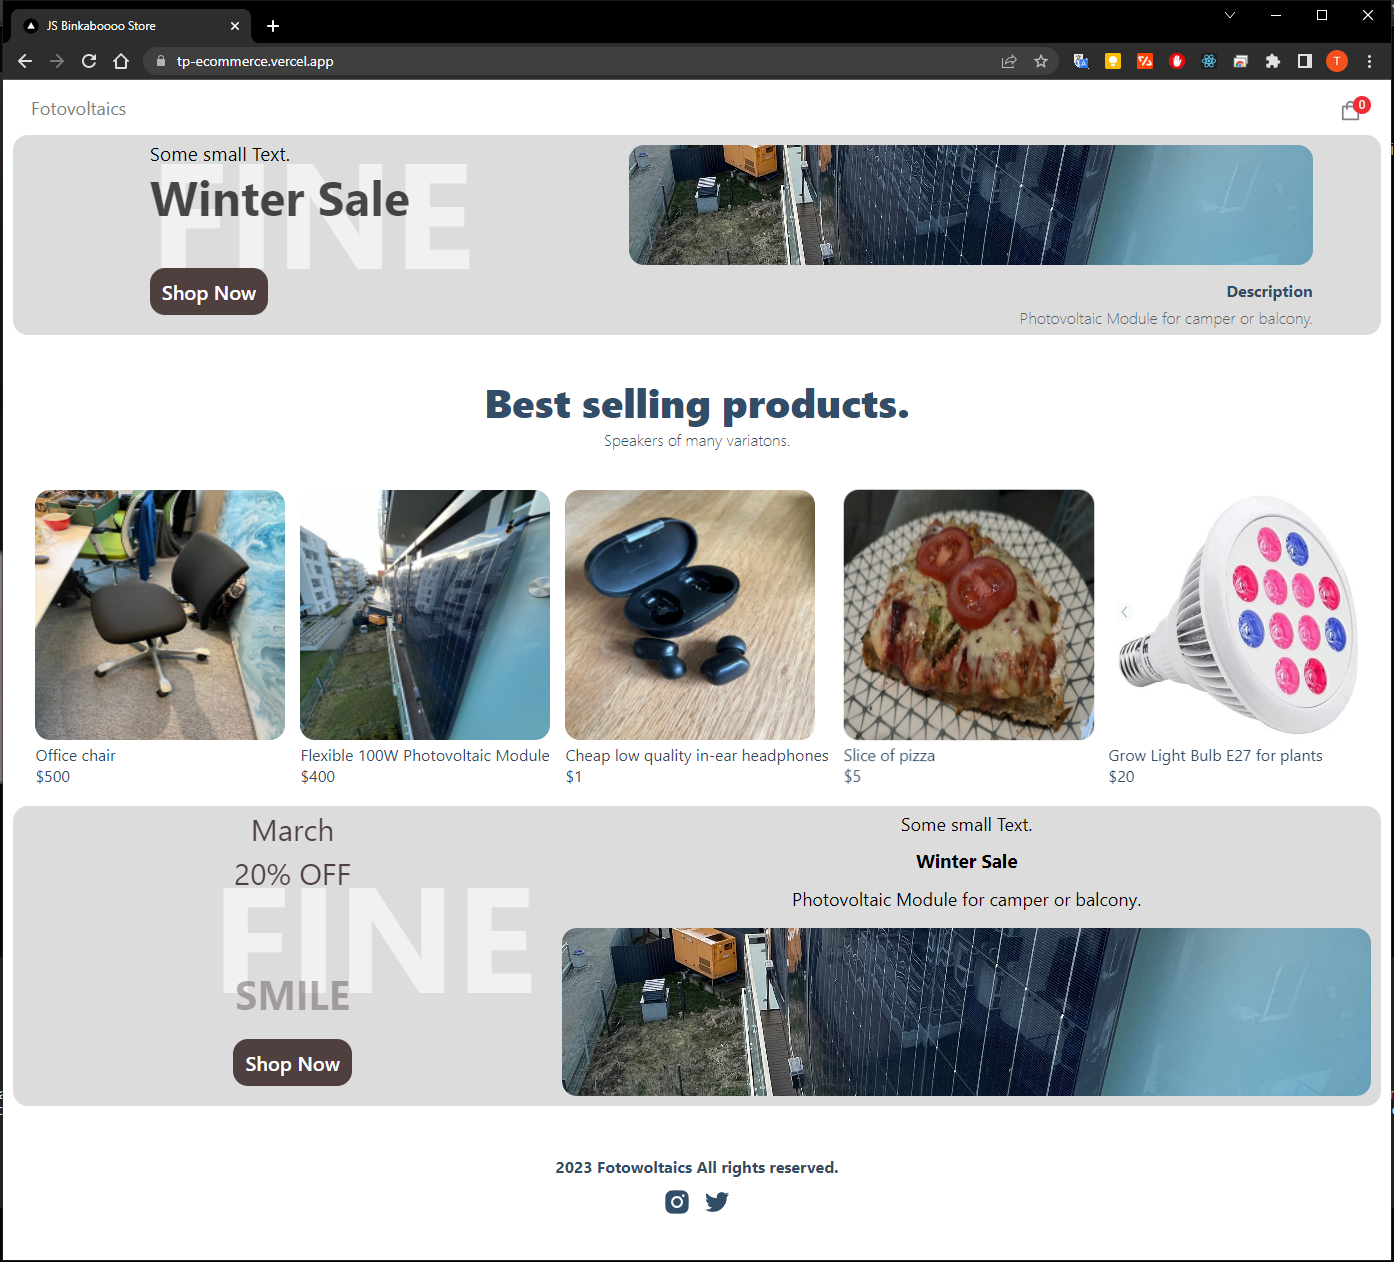 JS Binkaboooo Store
tp-ecommerce.vercel.app
T
Fotovoltaics
0
Some small Text.
FINE
Winter Sale
Shop Now
Description
Photovoltaic Module for camper or balcony.
Best selling products.
Speakers of many variatons.
Office chair
$500
Flexible 100W Photovoltaic Module
$400
Cheap low quality in-ear headphones
$1
Slice of pizza
$5
Grow Light Bulb E27 for plants
$20
March
20% OFF
FINE
SMILE
Shop Now
Some small Text.
Winter Sale
Photovoltaic Module for camper or balcony.
2023 Fotowoltaics All rights reserved.